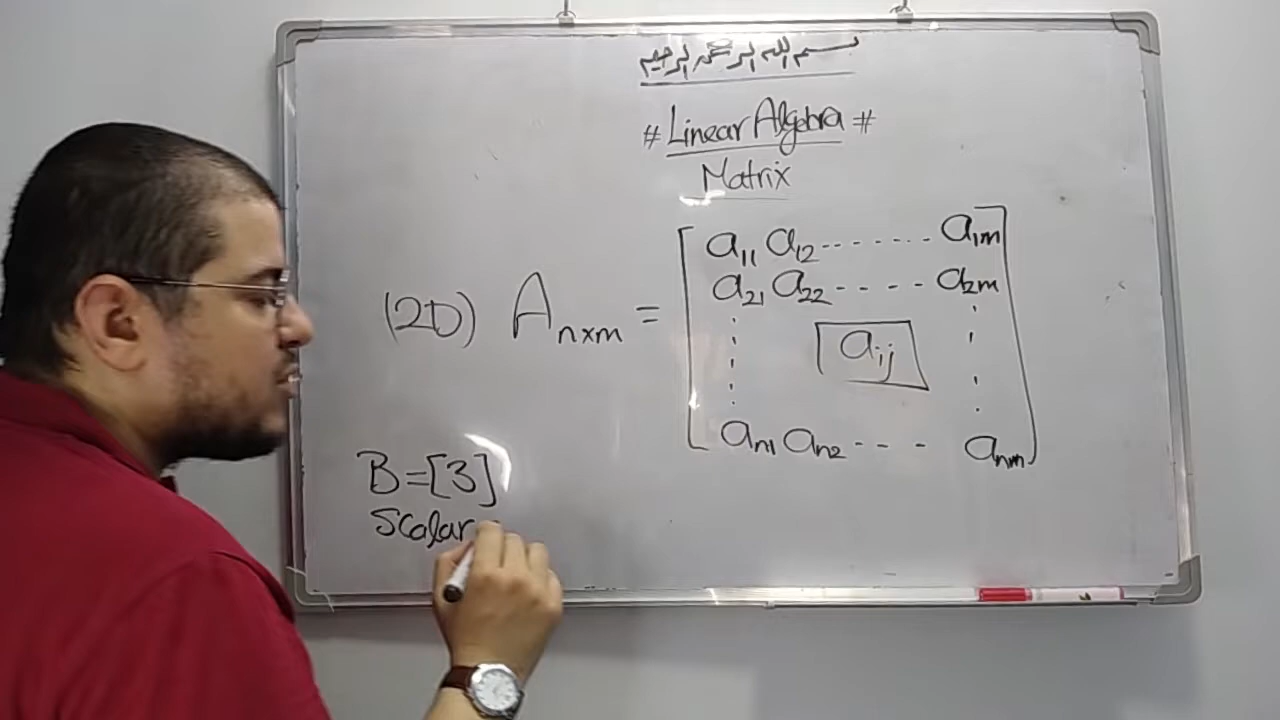 بسم الله الرحمن الرحيم
# Linear Algebra #
Matrix
(2D) Aₙₓₘ = [ a₁₁ a₁₂ ....... a₁ₘ
a₂₁ a₂₂ ----- a₂ₘ
aᵢⱼ
aₙ₁ aₙ₂ --- aₙₘ ]
B=[3]
Scalar